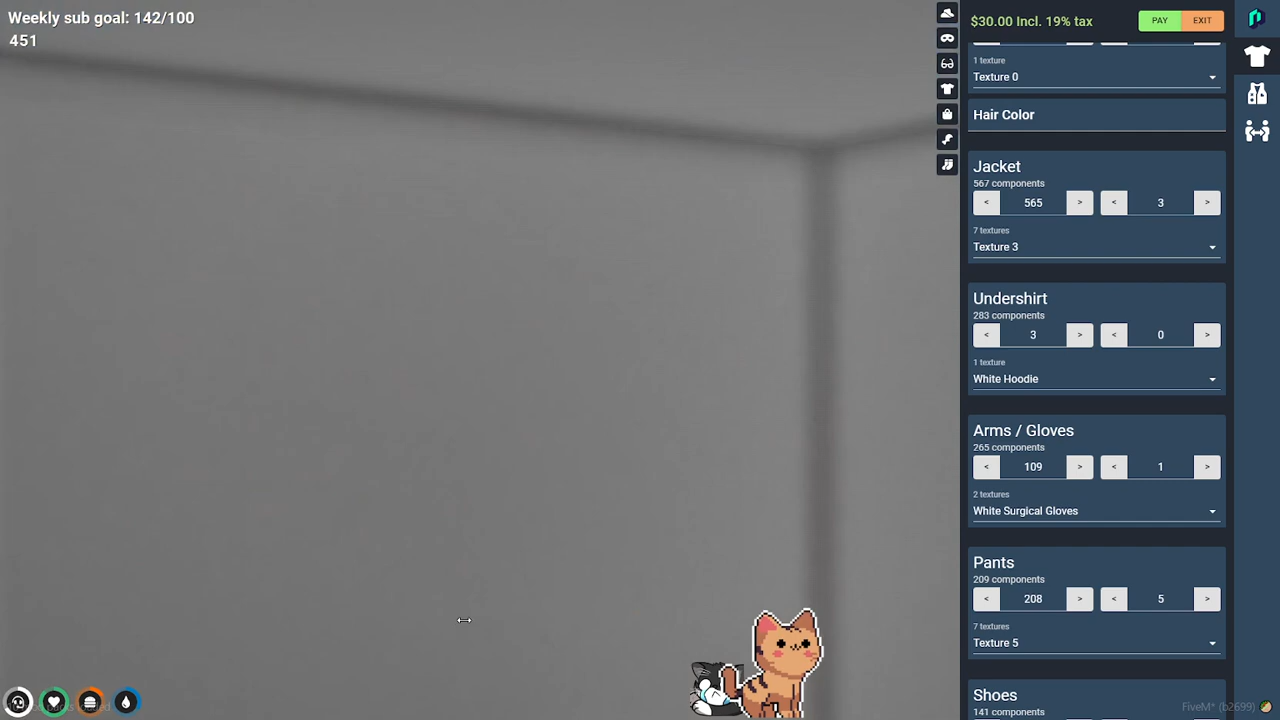 Weekly sub goal: 142/100
451
$30.00 Incl. 19% tax
PAY
EXIT
1 texture
Texture 0
Hair Color
Jacket
567 components
< 565 > < 3 >
7 textures
Texture 3
Undershirt
283 components
< 3 > < 0 >
1 texture
White Hoodie
Arms / Gloves
265 components
< 109 > < 1 >
2 textures
White Surgical Gloves
Pants
209 components
< 208 > < 5 >
7 textures
Texture 5
Shoes
141 components
FiveM* (b2699)